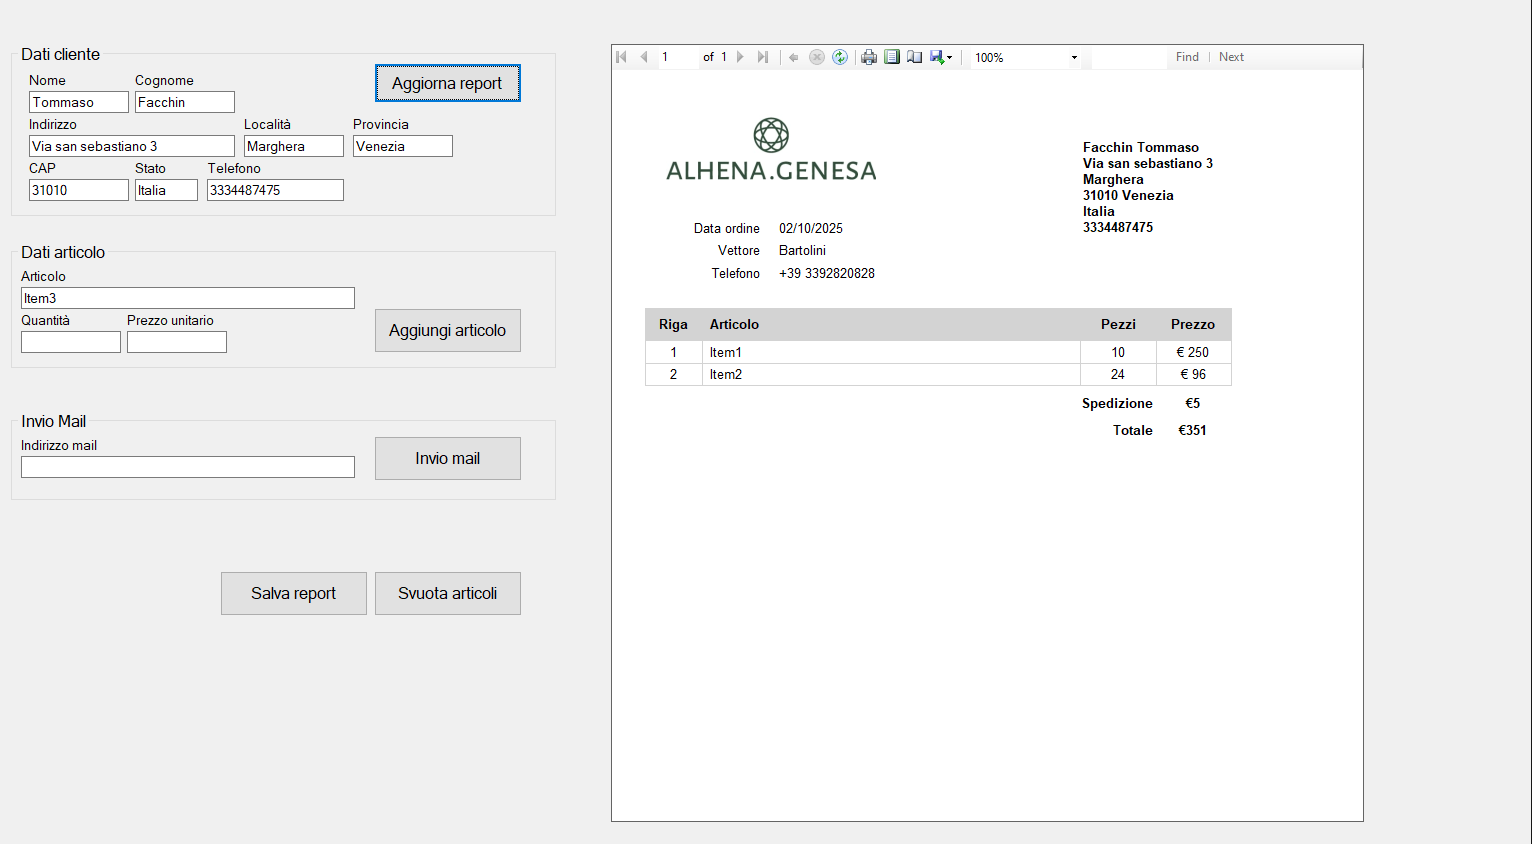 Dati cliente
Nome Cognome
Aggiorna report
Tommaso Facchin
Indirizzo Località Provincia
Via san sebastiano 3 Marghera Venezia
CAP Stato Telefono
31010 Italia 3334487475
Dati articolo
Articolo
Item3
Quantità Prezzo unitario
Aggiungi articolo
Invio Mail
Indirizzo mail
Invio mail
Salva report Svuota articoli
1 of 1 100% Find Next
ALHENA.GENESA
Facchin Tommaso
Via san sebastiano 3
Marghera
31010 Venezia
Italia
3334487475
Data ordine 02/10/2025
Vettore Bartolini
Telefono +39 3392820828
Riga Articolo Pezzi Prezzo
1 Item1 10 € 250
2 Item2 24 € 96
Spedizione €5
Totale €351